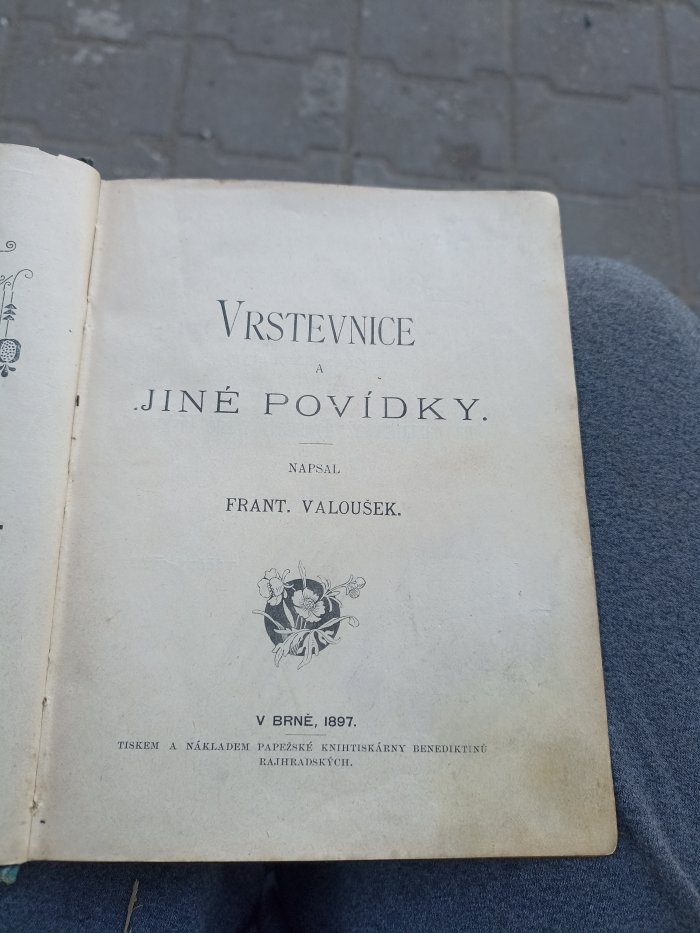 VRSTEVNICE
A
JINÉ POVÍDKY.
NAPSAL
FRANT. VALOUŠEK.
V BRNĚ, 1897.
TISKEM A NÁKLADEM PAPEŽSKÉ KNIHTISKÁRNY BENEDIKTINŮ
RAJHRADSKÝCH.